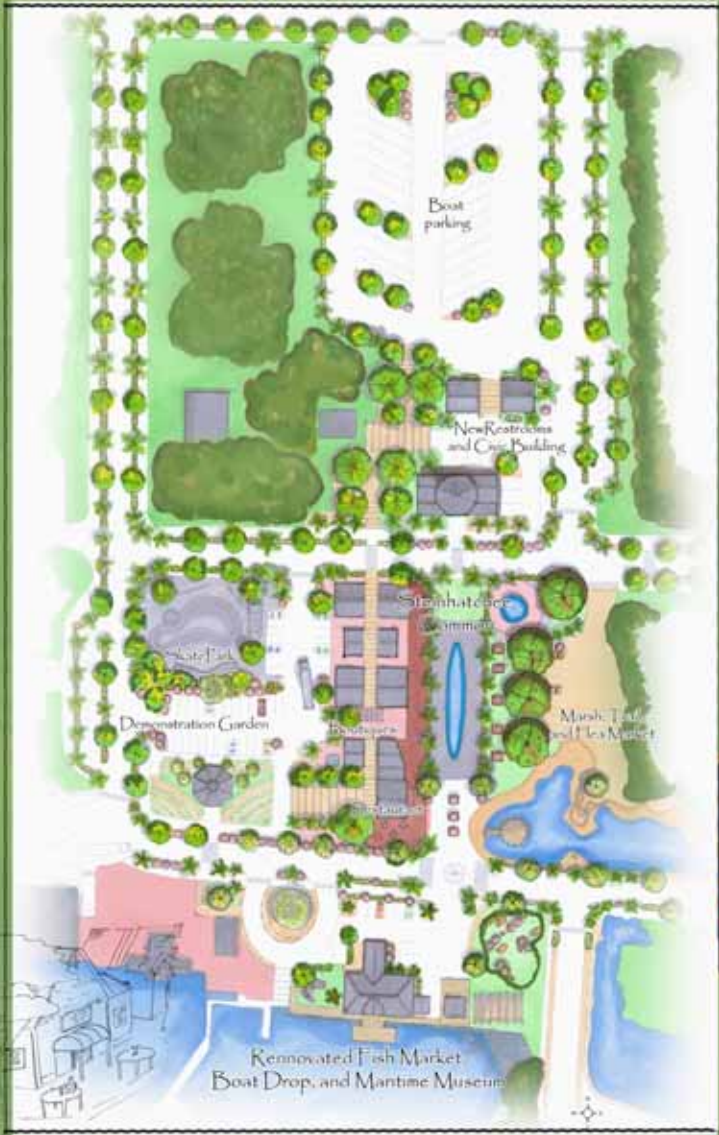 Boat
parking
New Restrooms
and Civic Building
Steinhatchee
Common
Skate Park
Demonstration Garden
Boutiques
Marsh, Trail
and Flea Market
Restaurant
Rennovated Fish Market
Boat Drop, and Maritime Museum